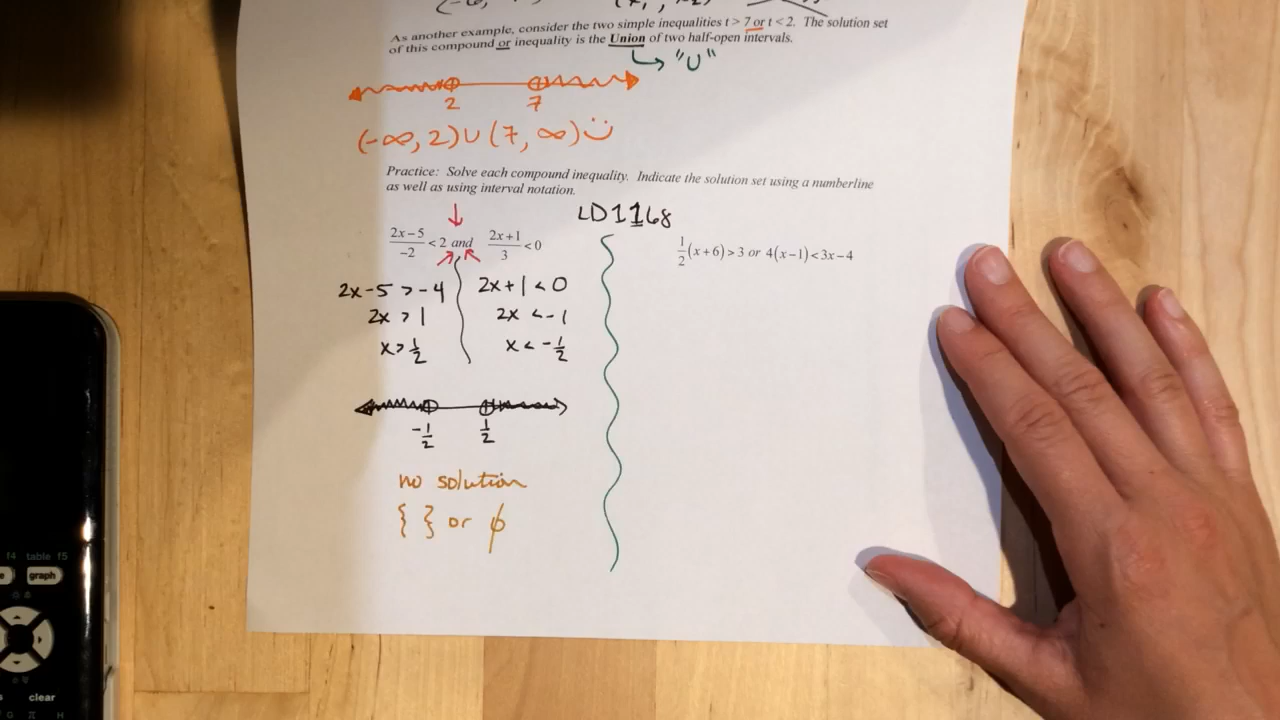 As another example, consider the two simple inequalities t > 7 or t < 2. The solution set
of this compound or inequality is the Union of two half-open intervals.
"U"
2 7
(-∞, 2) ∪ (7, ∞)
Practice: Solve each compound inequality. Indicate the solution set using a numberline
as well as using interval notation.
LD1168
(2x-5)/-2 < 2 and (2x+1)/3 < 0
2x-5 > -4
2x > 1
x > 1/2
2x+1 < 0
2x < -1
x < -1/2
-1/2 1/2
no solution
{ } or ∅
1/2(x+6) > 3 or 4(x-1) < 3x-4
f4 table f5
graph
clear